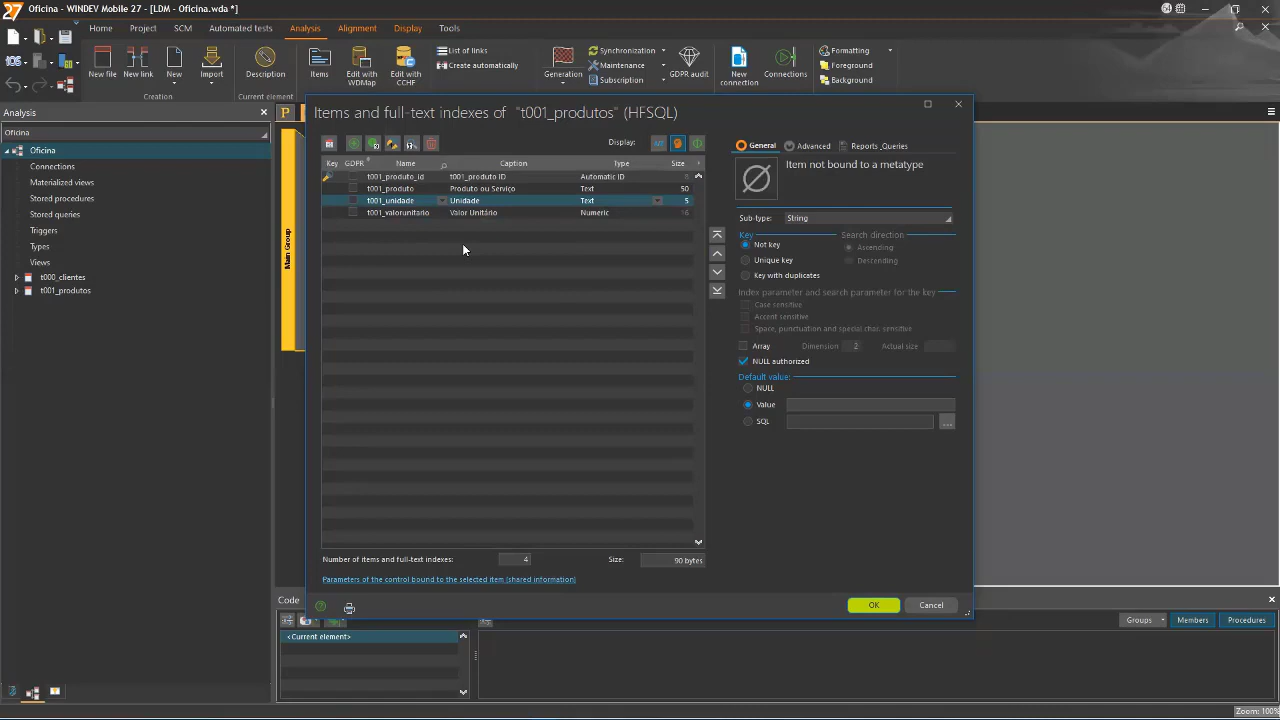 Oficina - WINDEV Mobile 27 - [LDM - Oficina.wda *]
Home Project SCM Automated tests Analysis Alignment Display Tools
New file New link New Import Description Items Edit with WDMap Edit with CCHF List of links Create automatically Generation Synchronization Maintenance Subscription GDPR audit New connection Connections Formatting Foreground Background
Creation Current element
Analysis
Oficina
Oficina
Connections
Materialized views
Stored procedures
Stored queries
Triggers
Types
Views
t000_clientes
t001_produtos
P
Main Group
Items and full-text indexes of "t001_produtos" (HFSQL)
Display:
Key GDPR Name Caption Type Size
t001_produto_id t001_produto ID Automatic ID 8
t001_produto Produto ou Serviço Text 50
t001_unidade Unidade Text 5
t001_valorunitario Valor Unitário Numeric 16
Number of items and full-text indexes: 4 Size: 90 bytes
Parameters of the control bound to the selected item (shared information)
General Advanced Reports ,Queries
Item not bound to a metatype
Sub-type: String
Key Search direction
Not key Ascending
Unique key Descending
Key with duplicates
Index parameter and search parameter for the key
Case sensitive
Accent sensitive
Space, punctuation and special char. sensitive
Array Dimension 2 Actual size
NULL authorized
Default value:
NULL
Value
SQL ...
OK Cancel
Code
<Current element>
Groups Members Procedures
Zoom: 100%